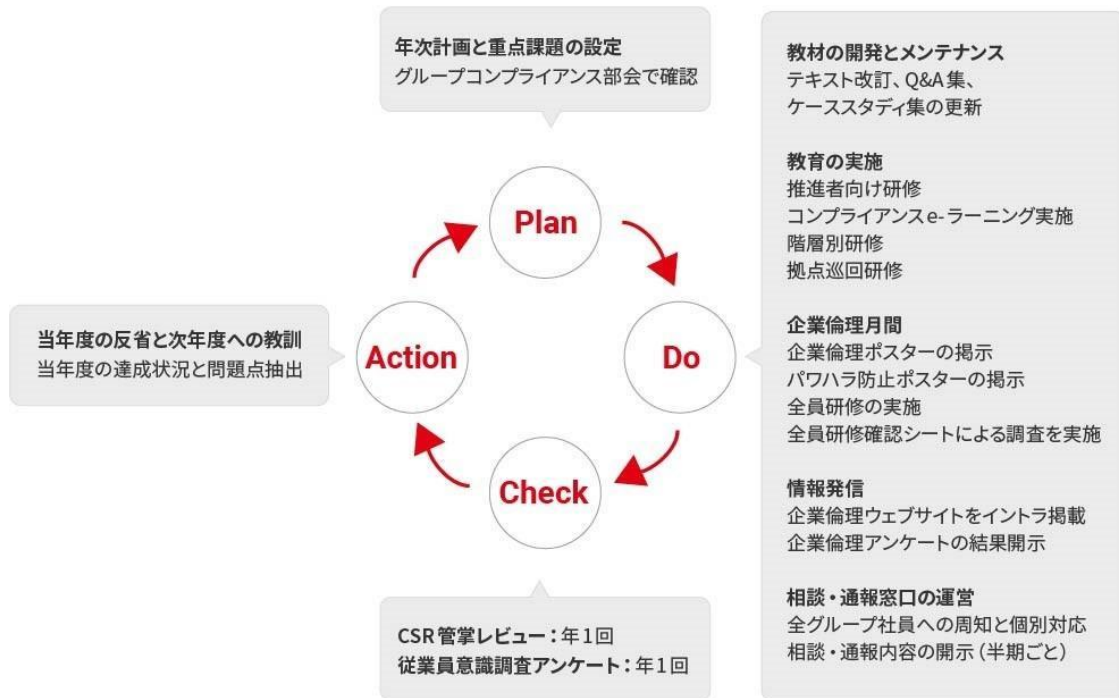 年次計画と重点課題の設定
グループコンプライアンス部会で確認
Plan
教材の開発とメンテナンス
テキスト改訂、Q&A集、
ケーススタディ集の更新
教育の実施
推進者向け研修
コンプライアンスe-ラーニング実施
階層別研修
拠点巡回研修
企業倫理月間
企業倫理ポスターの掲示
パワハラ防止ポスターの掲示
全員研修の実施
全員研修確認シートによる調査を実施
情報発信
企業倫理ウェブサイトをイントラ掲載
企業倫理アンケートの結果開示
相談・通報窓口の運営
全グループ社員への周知と個別対応
相談・通報内容の開示(半期ごと)
Do
Check
CSR管掌レビュー:年1回
従業員意識調査アンケート:年1回
Action
当年度の反省と次年度への教訓
当年度の達成状況と問題点抽出